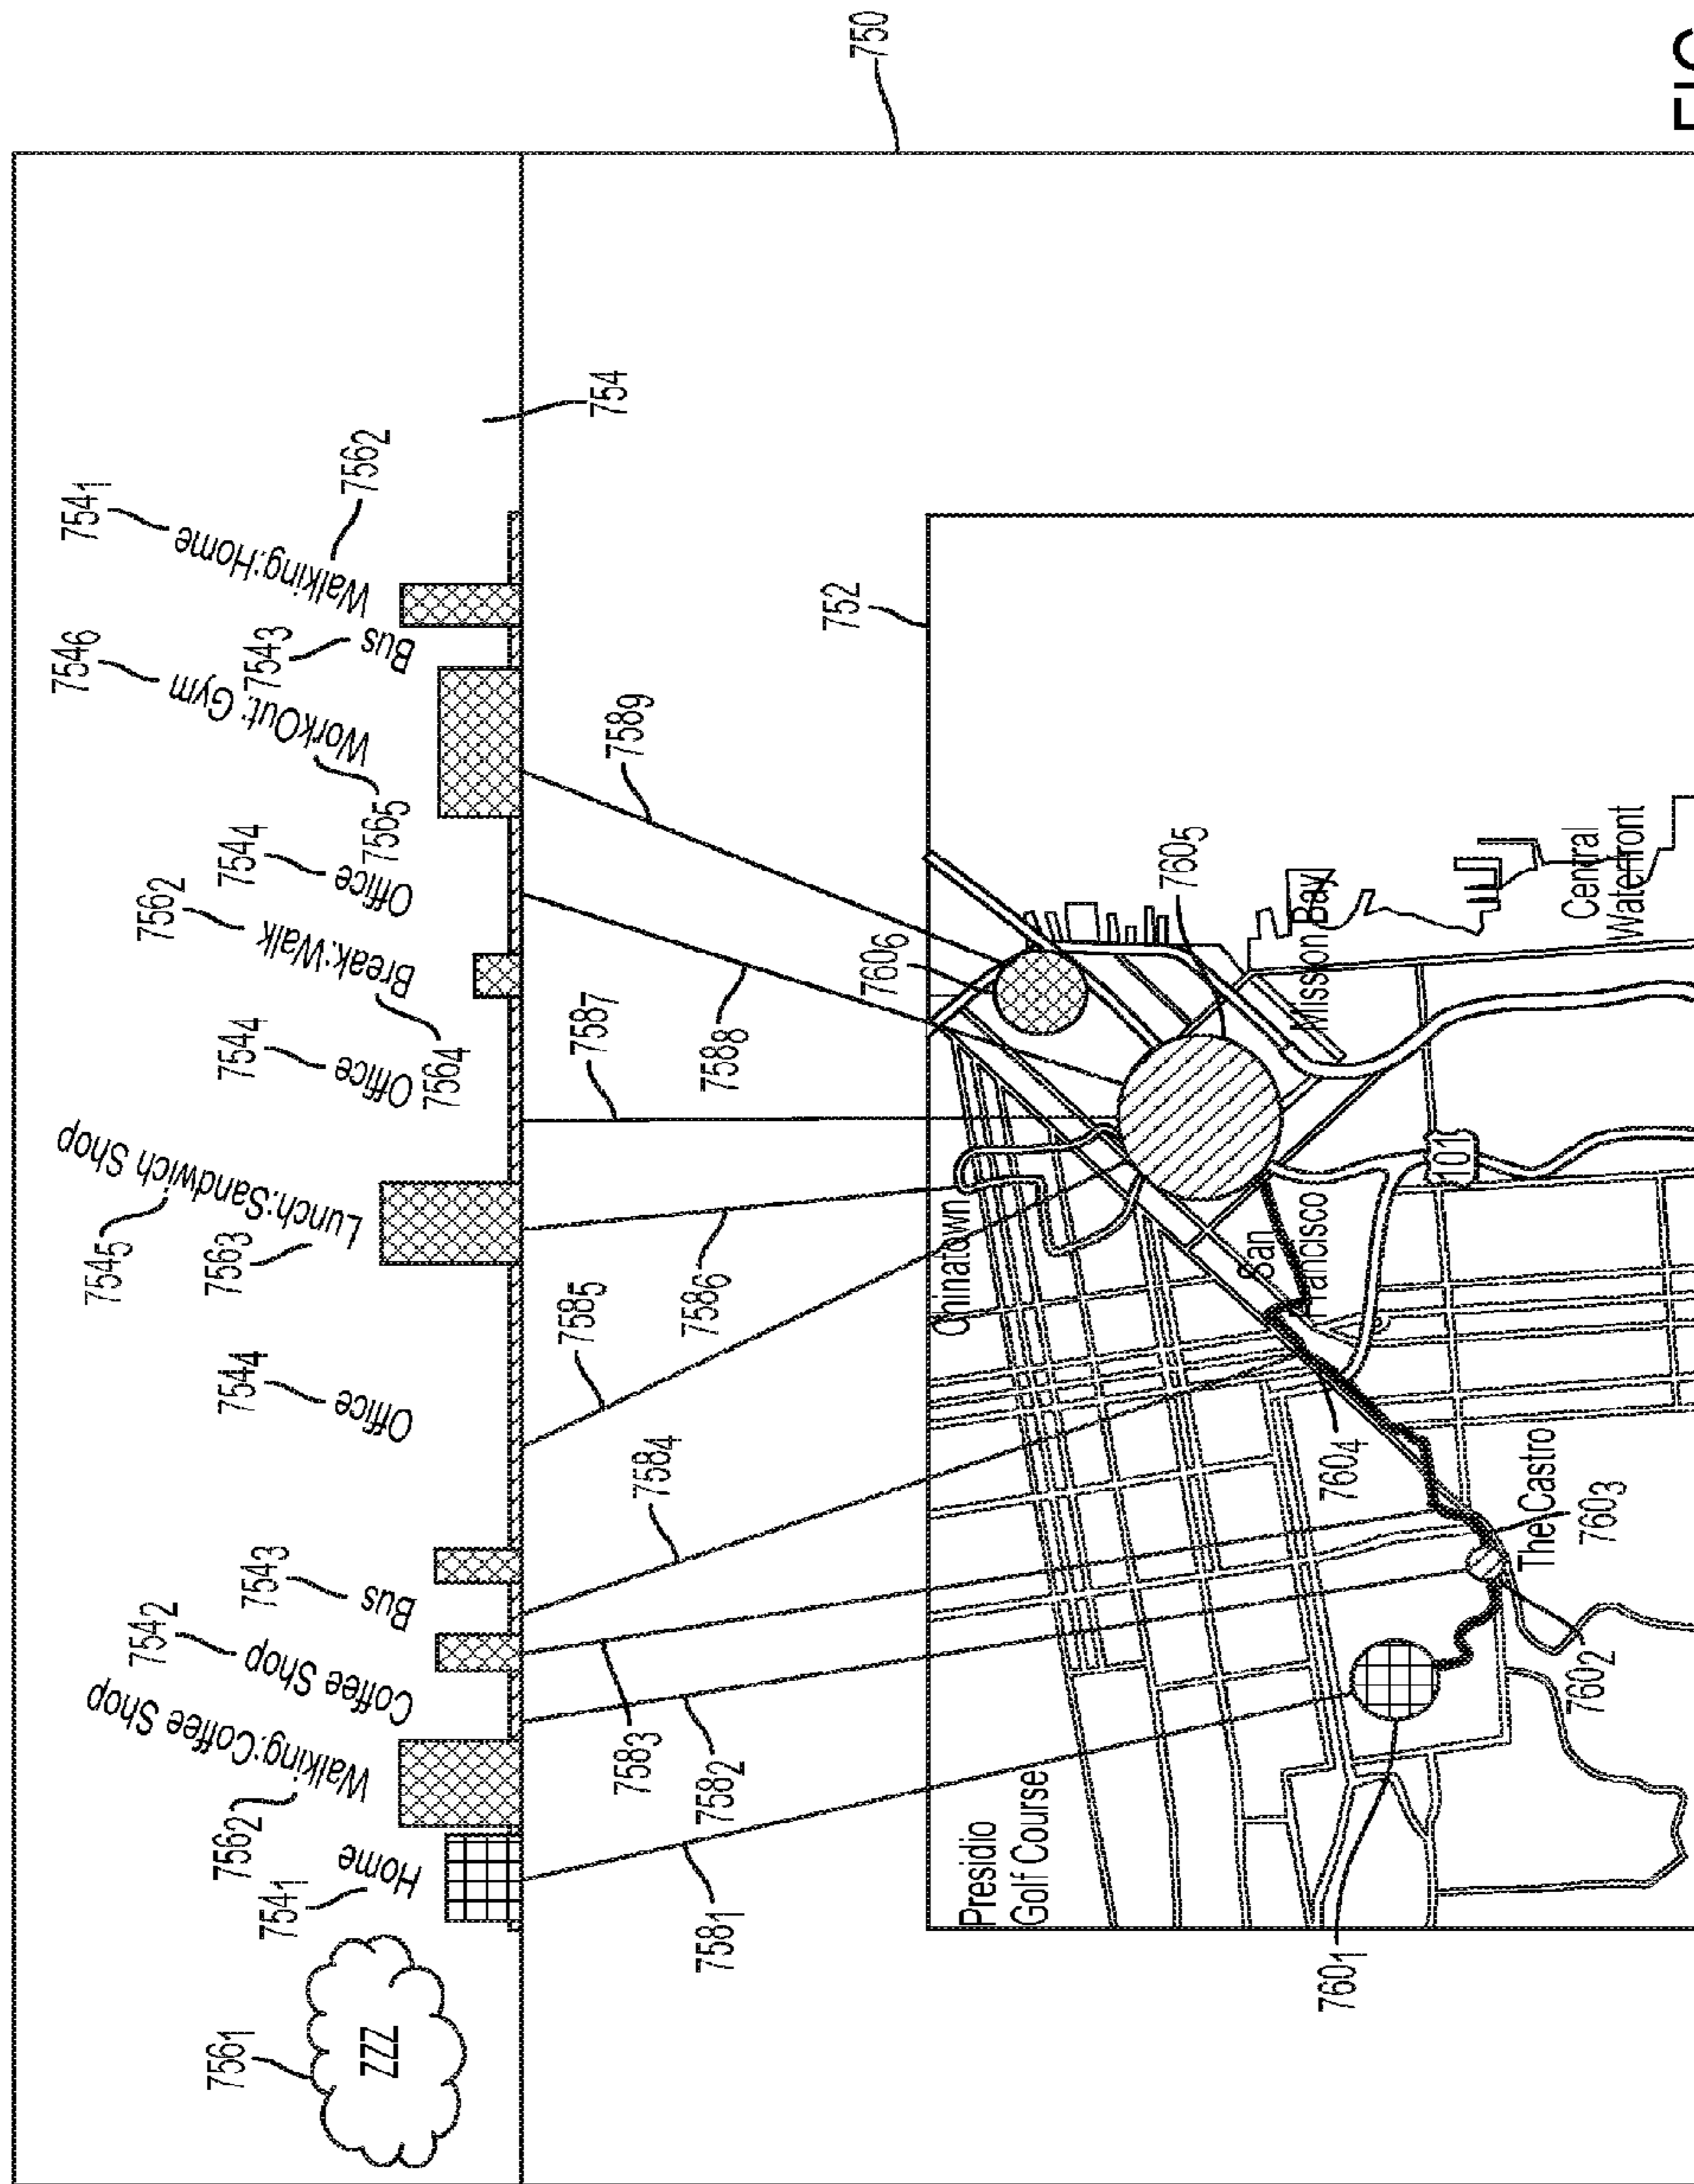 750
756₁
ZZZ
754₁
Home
756₂
Walking:Coffee Shop
754₂
Coffee Shop
754₃
Bus
754₄
Office
754₅
756₃
Lunch:Sandwich Shop
754₄
Office
756₄
756₂
Break:Walk
754₄
Office
756₅
754₆
WorkOut: Gym
754₃
Bus
754₁
Walking:Home
756₂
754
758₁
758₂
758₃
758₄
758₅
758₆
758₇
758₈
758₉
752
Presidio
Golf Course
Chinatown
760₆
760₅
San
Francisco
Mission Bay
101
Central
Waterfront
760₄
The Castro
760₃
760₂
760₁